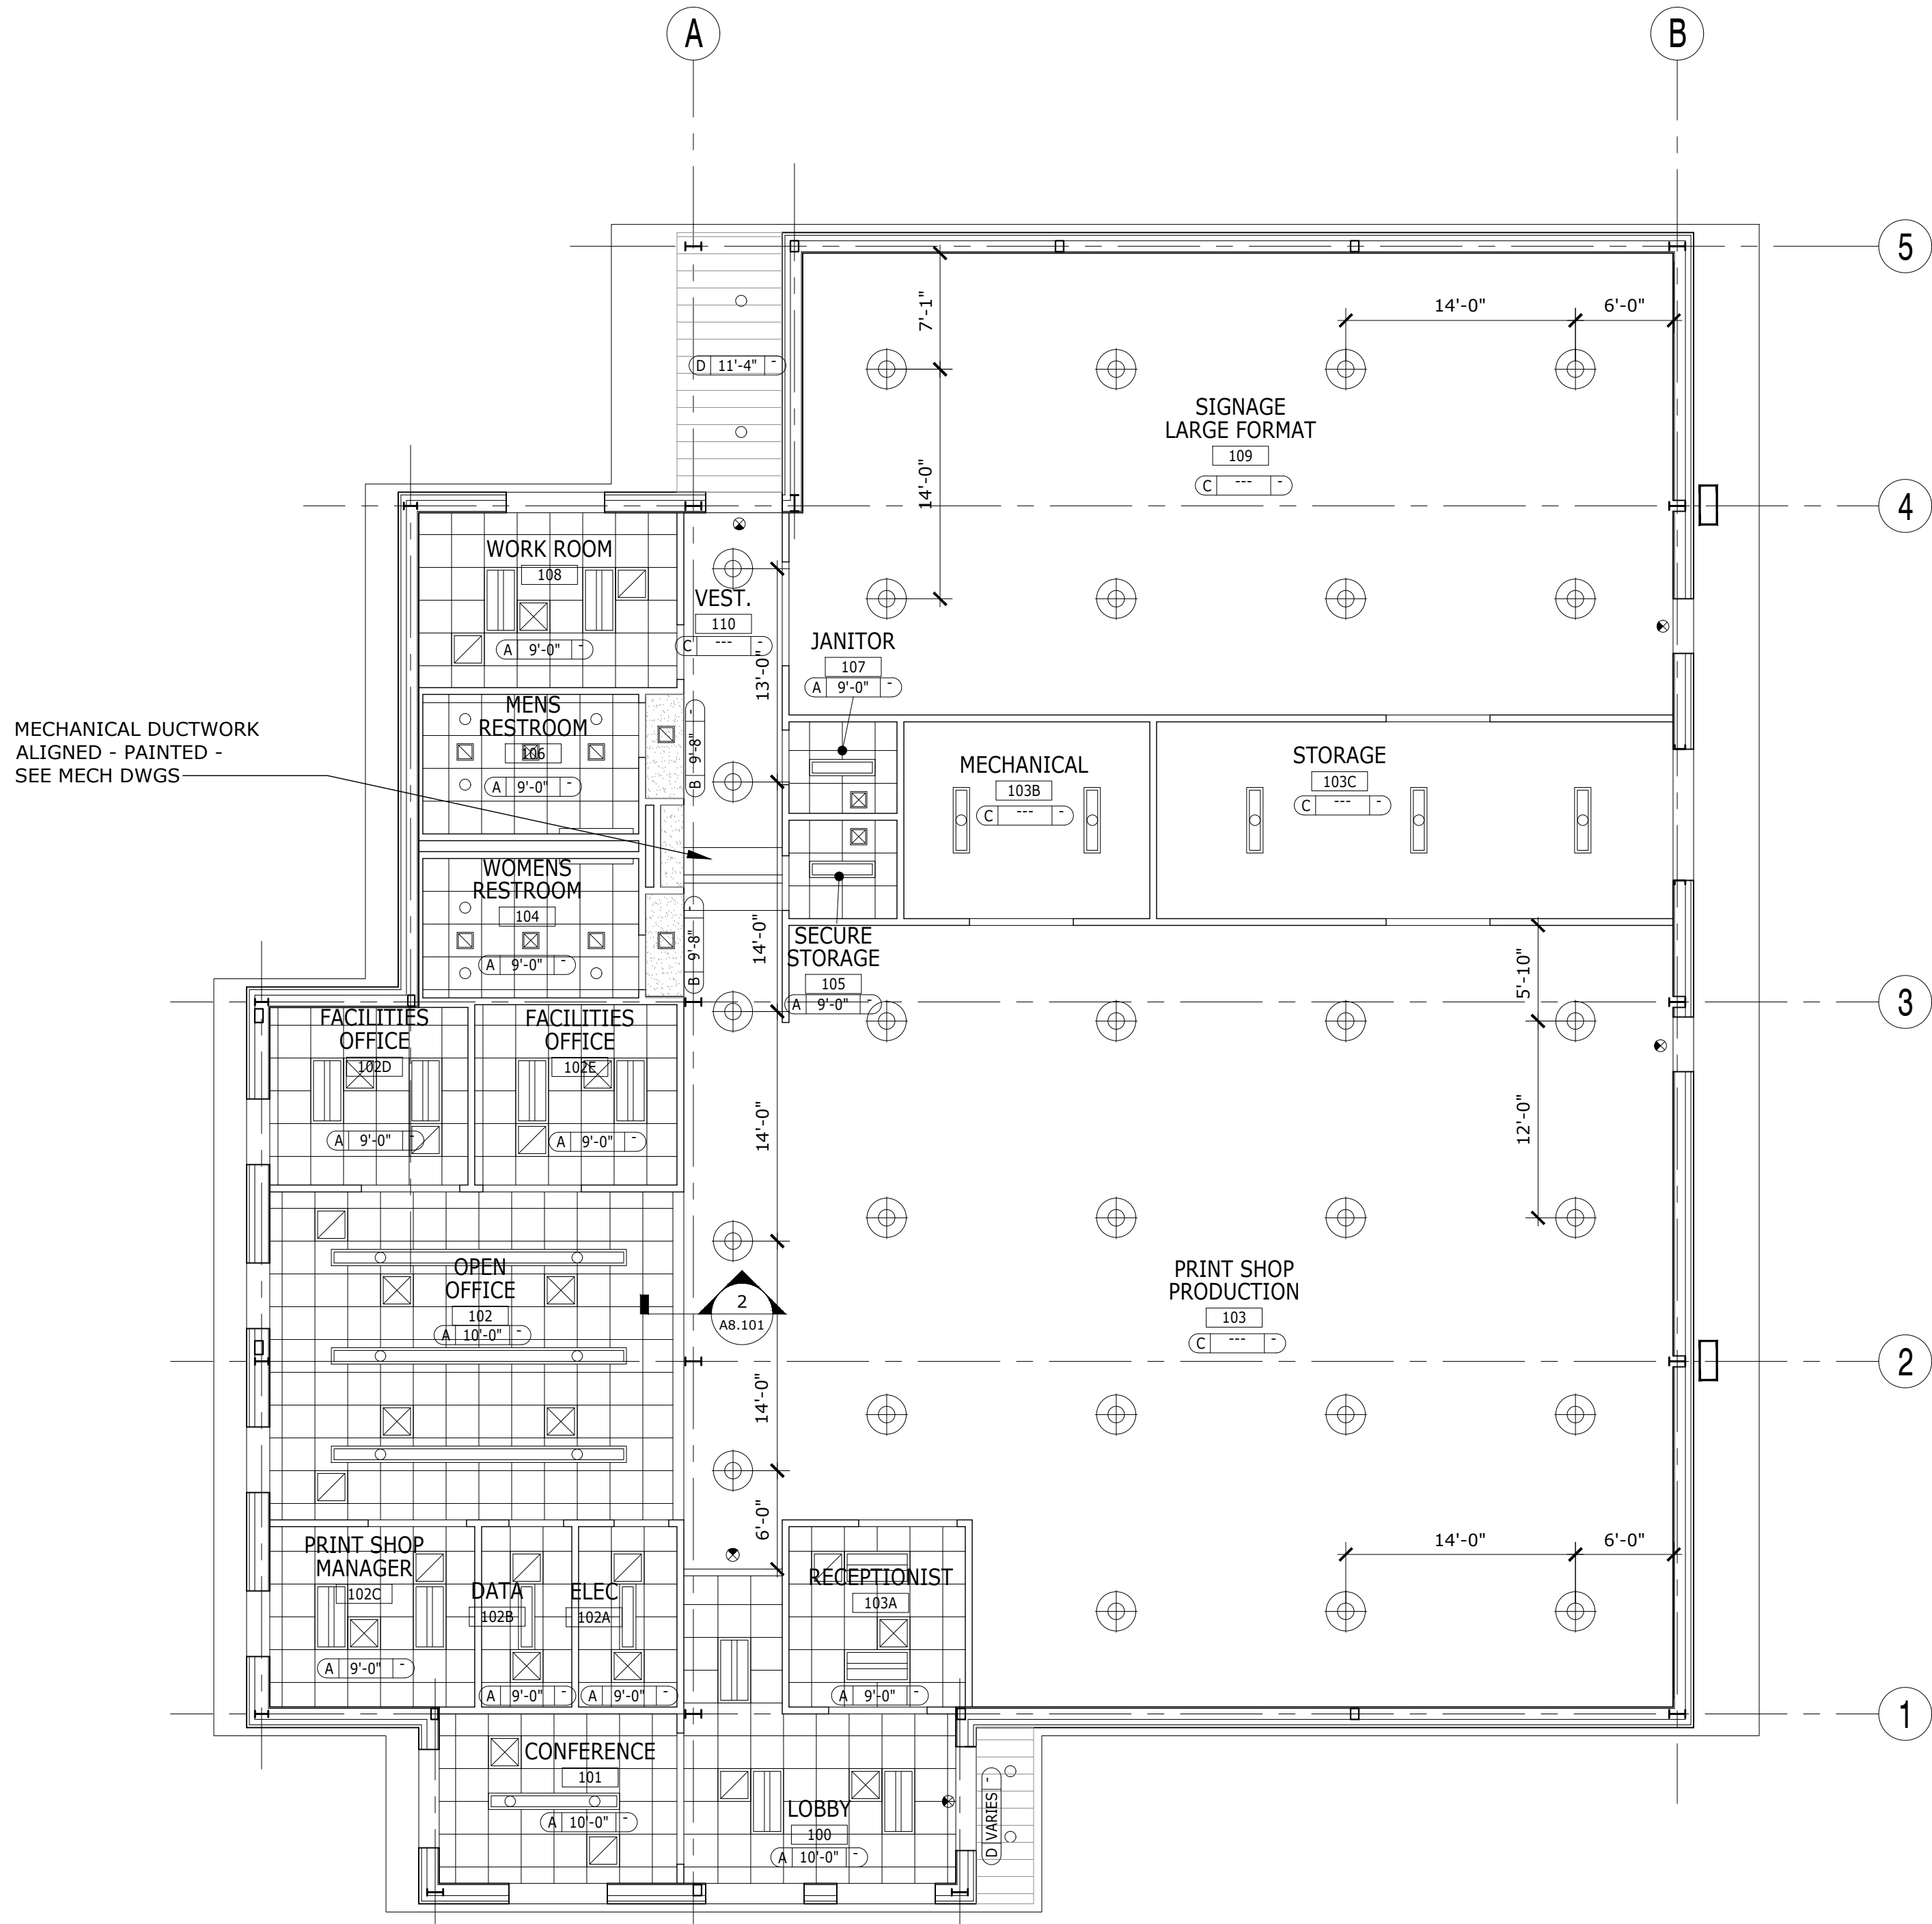 A
B
5
7'-1"
14'-0"
6'-0"
D 11'-4" -
SIGNAGE
LARGE FORMAT
109
C --- -
14'-0"
4
WORK ROOM
108
A 9'-0" -
VEST.
110
C --- -
13'-0"
JANITOR
107
A 9'-0" -
MENS
RESTROOM
106
A 9'-0" -
B 9'-8" -
MECHANICAL DUCTWORK
ALIGNED - PAINTED -
SEE MECH DWGS
MECHANICAL
103B
C --- -
STORAGE
103C
C --- -
WOMENS
RESTROOM
104
A 9'-0" -
B 9'-8" -
14'-0"
SECURE
STORAGE
105
A 9'-0" -
5'-10"
3
FACILITIES
OFFICE
102D
A 9'-0" -
FACILITIES
OFFICE
102E
A 9'-0" -
14'-0"
12'-0"
OPEN
OFFICE
102
A 10'-0" -
2
A8.101
PRINT SHOP
PRODUCTION
103
C --- -
2
14'-0"
6'-0"
14'-0"
6'-0"
PRINT SHOP
MANAGER
102C
A 9'-0" -
DATA
102B
A 9'-0" -
ELEC
102A
A 9'-0" -
RECEPTIONIST
103A
A 9'-0" -
1
CONFERENCE
101
A 10'-0" -
LOBBY
100
A 10'-0" -
D VARIES -